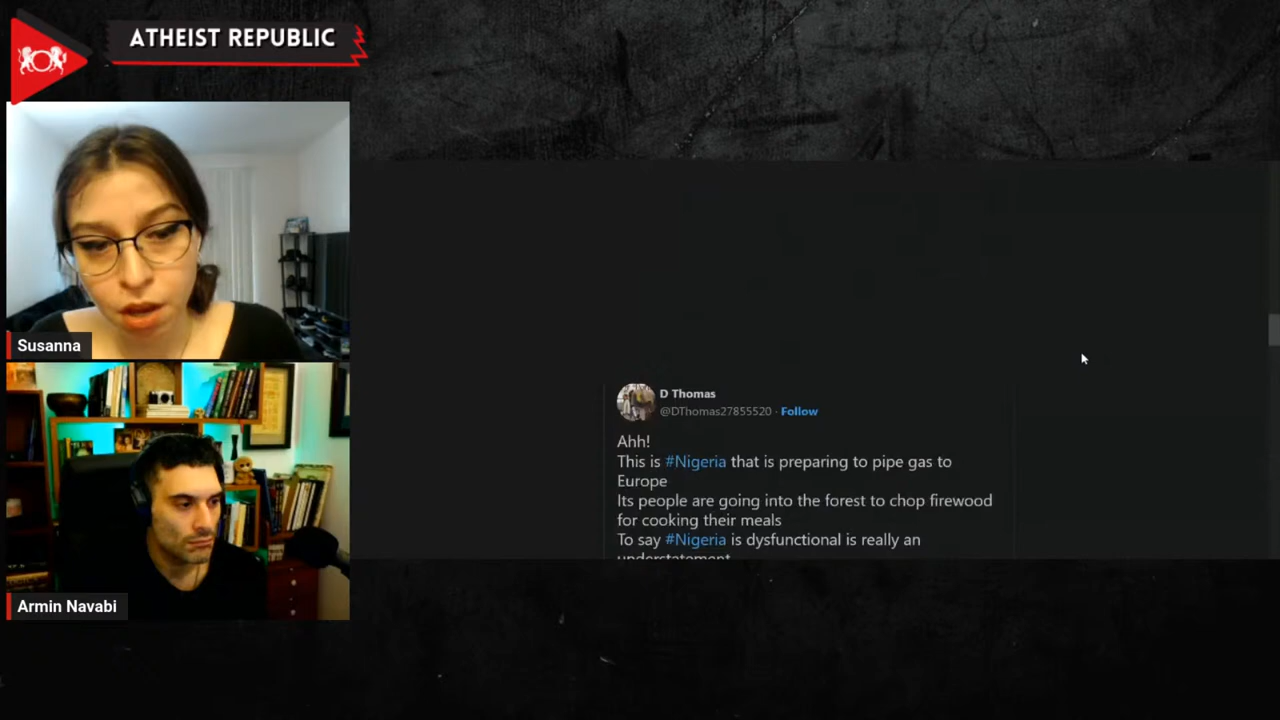 ATHEIST REPUBLIC
Susanna
Armin Navabi
D Thomas
@DThomas27855520 · Follow
Ahh!
This is #Nigeria that is preparing to pipe gas to
Europe
Its people are going into the forest to chop firewood
for cooking their meals
To say #Nigeria is dysfunctional is really an
understatement